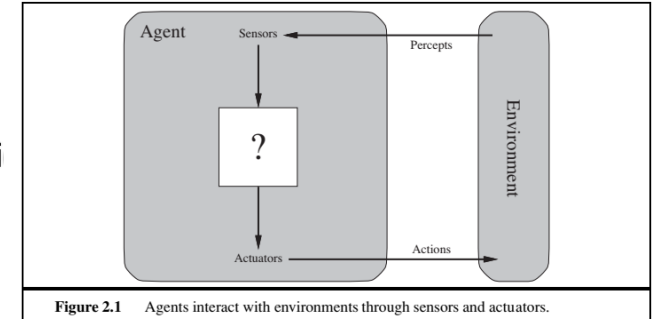 Agent
Sensors
Percepts
?
Environment
Actuators
Actions
Figure 2.1 Agents interact with environments through sensors and actuators.